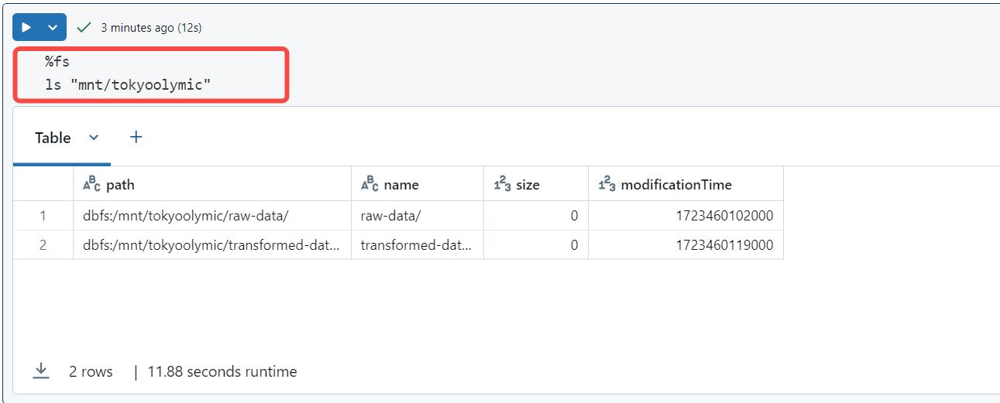 3 minutes ago (12s)
%fs
ls "mnt/tokyoolymic"
Table
path name size modificationTime
1 dbfs:/mnt/tokyoolymic/raw-data/ raw-data/ 0 1723460102000
2 dbfs:/mnt/tokyoolymic/transformed-dat... transformed-dat... 0 1723460119000
2 rows | 11.88 seconds runtime